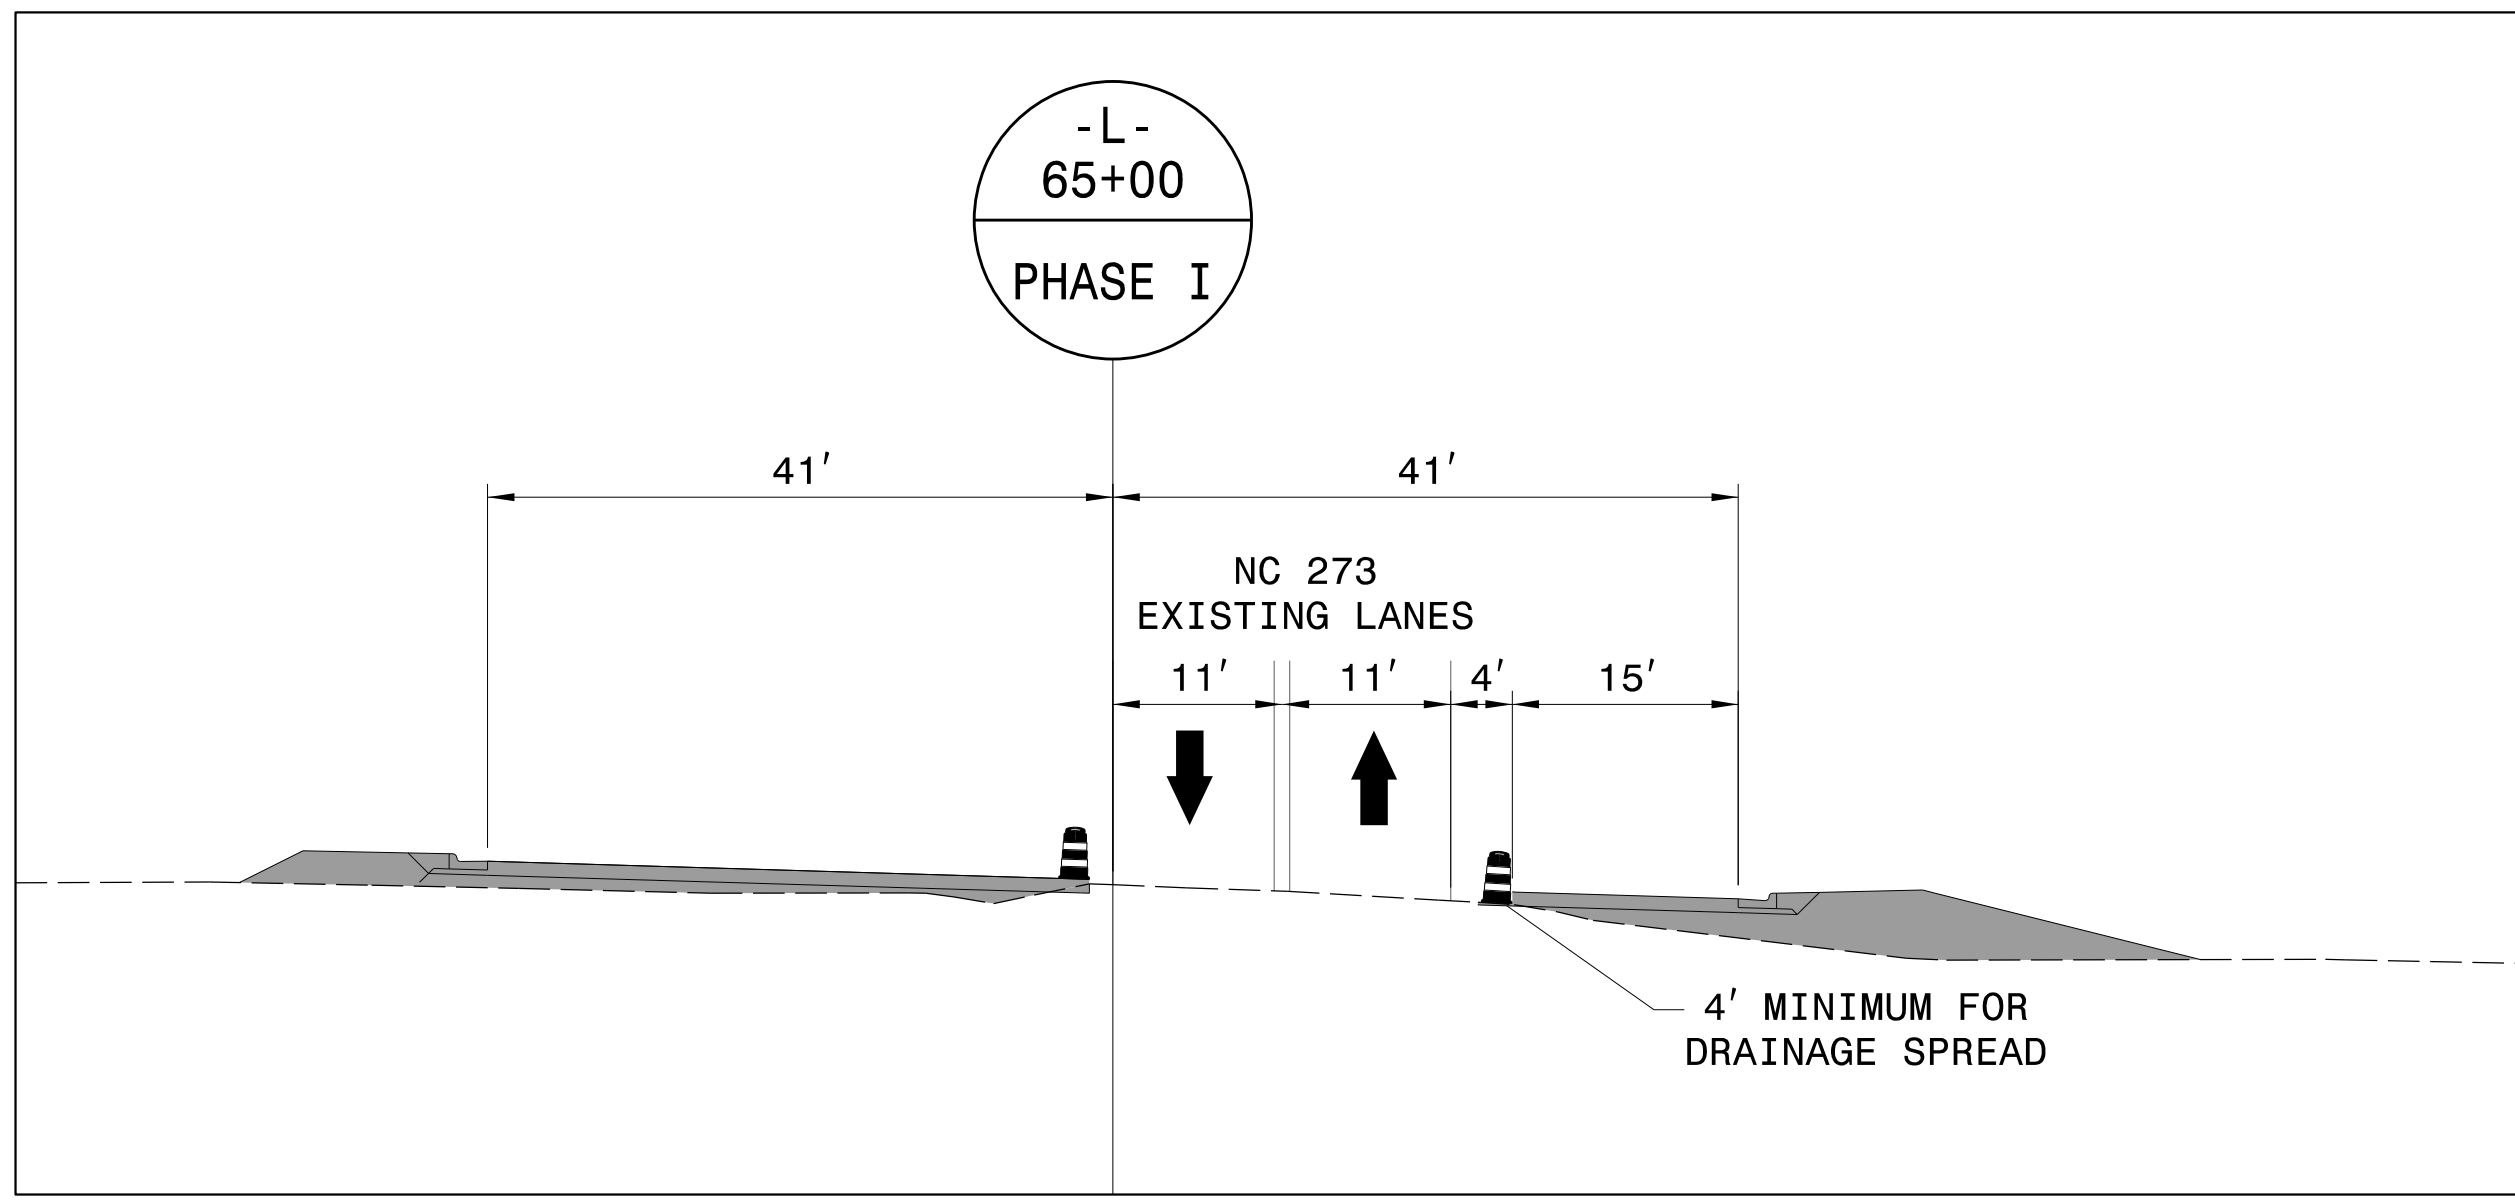 -L-
65+00
PHASE I
41' 41'
NC 273
EXISTING LANES
11' 11' 4' 15'
4' MINIMUM FOR
DRAINAGE SPREAD